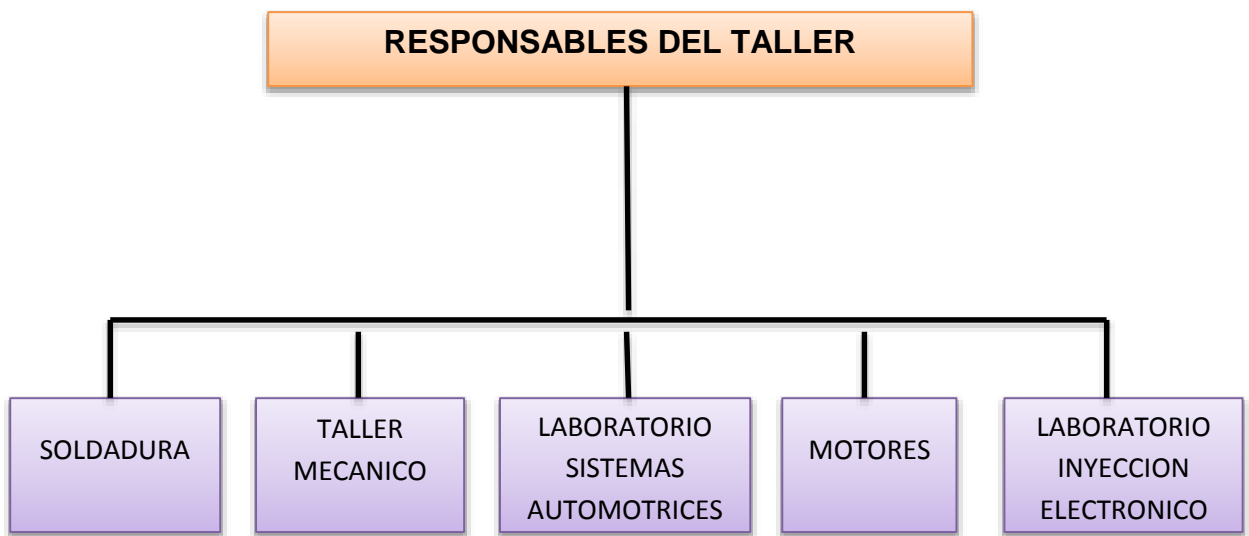 RESPONSABLES DEL TALLER
SOLDADURA
TALLER
MECANICO
LABORATORIO
SISTEMAS
AUTOMOTRICES
MOTORES
LABORATORIO
INYECCION
ELECTRONICO